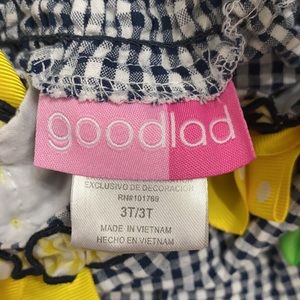 goodlad
EXCLUSIVO DE DECORACION
RN#101769
3T/3T
MADE IN VIETNAM
HECHO EN VIETNAM